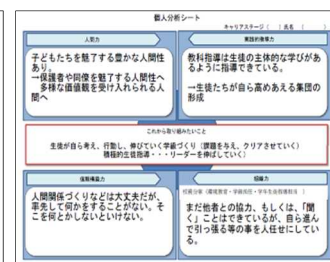 個人分析シート
キャリアステージ（　）氏名（　）
人間力
子どもたちを魅了する豊かな人間性
あり。
→保護者や同僚を魅了する人間性へ
多様な価値観を受け入れられる人
間へ
実践的指導力
教科指導は生徒の主体的な学びがあ
るように指導できている。
→生徒たちが自ら高めあえる集団の
形成
これから取り組みたいこと
生徒が自ら考え、行動し、伸びていく学級づくり（課題を与え、クリアさせていく）
積極的生徒指導・・・リーダーを伸ばしていく）
人間関係づくりなどは大丈夫だが、
率先して何かをすることがない。そ
こを何とかしないといけない。
組織力
まだ他者との協力、もしくは、「聞
く」ことはできているが、自ら進ん
で引っ張る等の事を人任せにしてい
る。